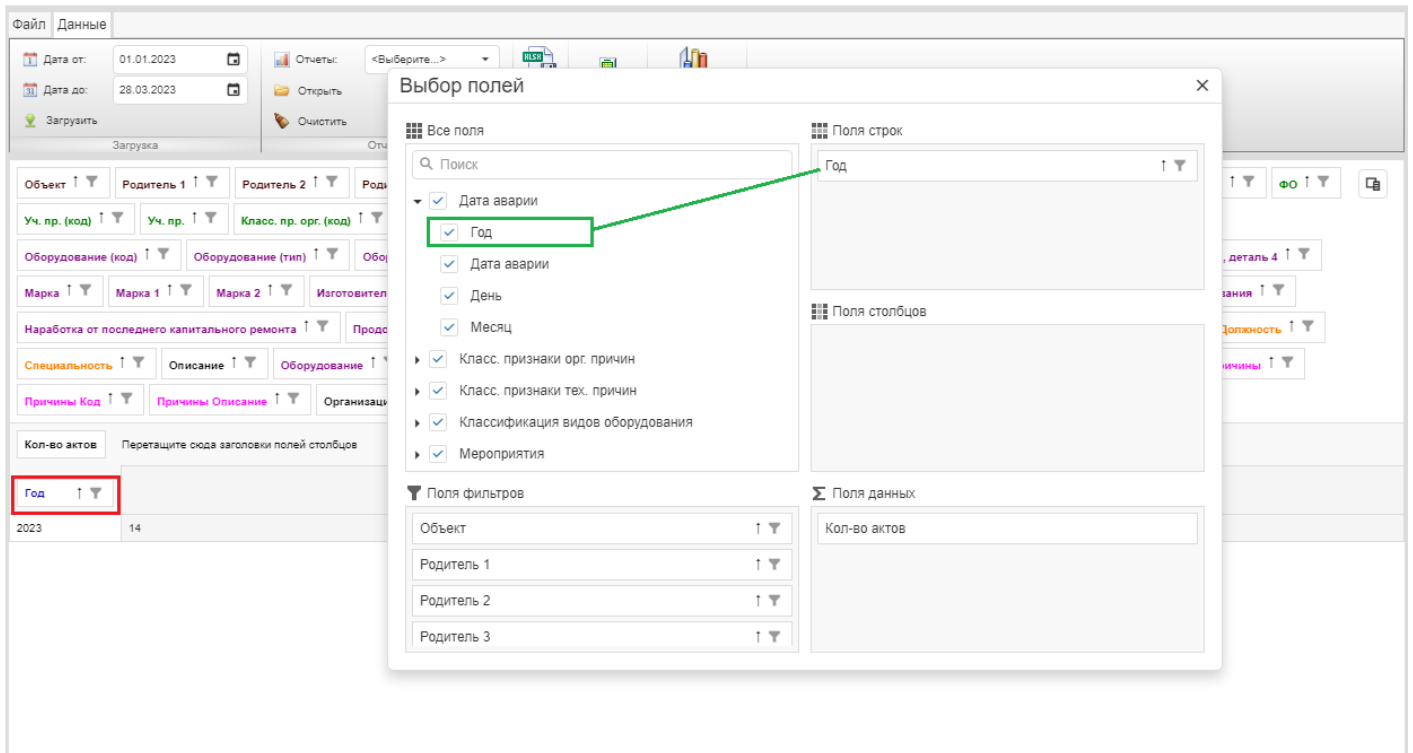 Файл Данные
Дата от: 01.01.2023 Отчеты: <Выберите...> XLSX
Дата до: 28.03.2023 Открыть
Загрузить Очистить
Загрузка
Выбор полей
Все поля
Поиск
Дата аварии
Год
Дата аварии
День
Месяц
Класс. признаки орг. причин
Класс. признаки тех. причин
Классификация видов оборудования
Мероприятия
Поля строк
Год
Поля столбцов
Поля фильтров
Объект
Родитель 1
Родитель 2
Родитель 3
Поля данных
Кол-во актов
Объект Родитель 1 Родитель 2 ФО
Уч. пр. (код) Уч. пр. Класс. пр. орг. (код)
Оборудование (код) Оборудование (тип) , деталь 4
Марка Марка 1 Марка 2
Наработка от последнего капитального ремонта Должность
Специальность Описание Оборудование
Причины Код Причины Описание
Кол-во актов Перетащите сюда заголовки полей столбцов
Год
2023 14